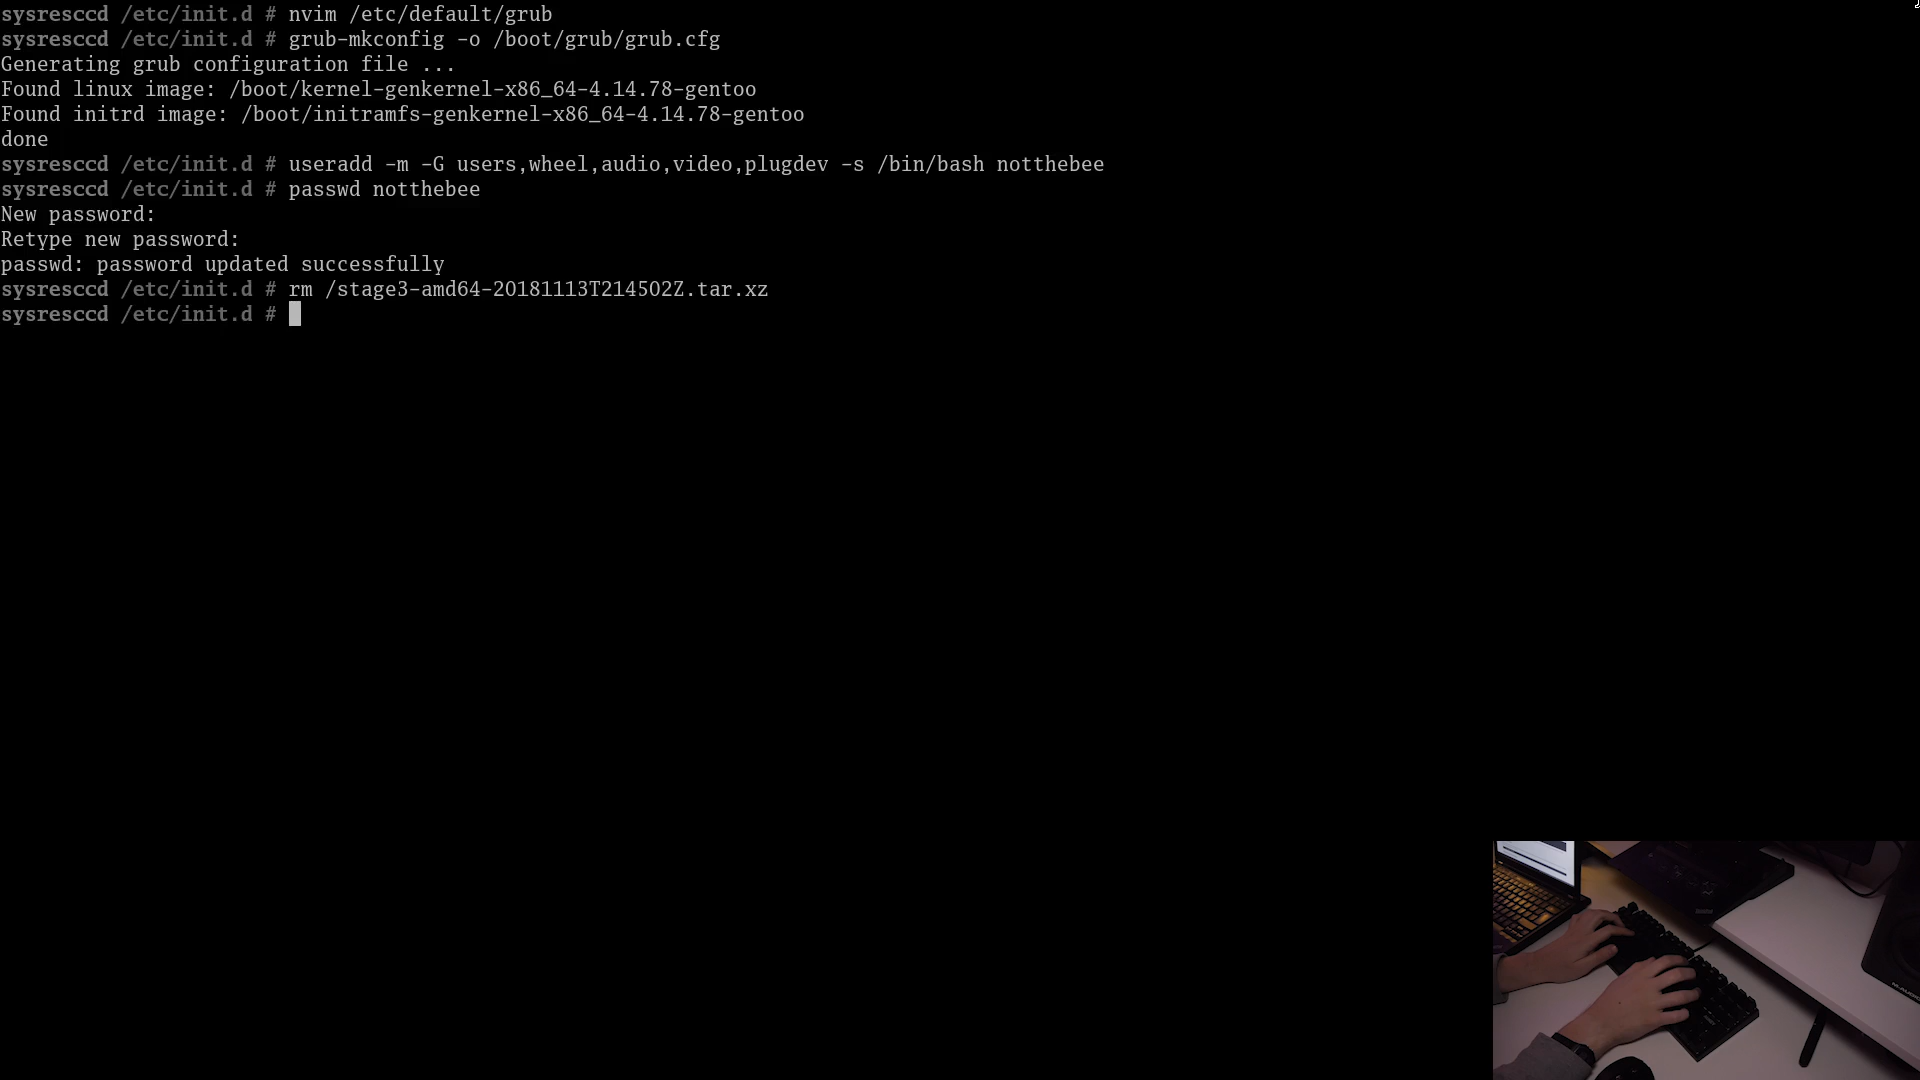 sysresccd /etc/init.d # nvim /etc/default/grub
sysresccd /etc/init.d # grub-mkconfig -o /boot/grub/grub.cfg
Generating grub configuration file ...
Found linux image: /boot/kernel-genkernel-x86_64-4.14.78-gentoo
Found initrd image: /boot/initramfs-genkernel-x86_64-4.14.78-gentoo
done
sysresccd /etc/init.d # useradd -m -G users,wheel,audio,video,plugdev -s /bin/bash notthebee
sysresccd /etc/init.d # passwd notthebee
New password:
Retype new password:
passwd: password updated successfully
sysresccd /etc/init.d # rm /stage3-amd64-20181113T214502Z.tar.xz
sysresccd /etc/init.d #